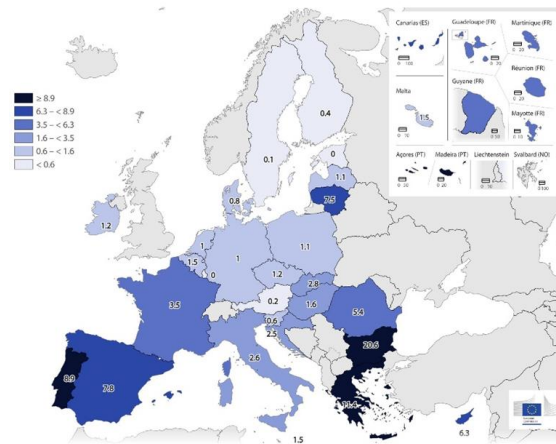 Canarias (ES)
Guadeloupe (FR)
Martinique (FR)
Malta
1.5
Guyane (FR)
Réunion (FR)
Mayotte (FR)
Açores (PT)
Madeira (PT)
Liechtenstein
Svalbard (NO)
≥ 8.9
6.3 – < 8.9
3.5 – < 6.3
1.6 – < 3.5
0.6 – < 1.6
< 0.6
0.4
0.1
0
1.1
7.5
0.8
1.2
1
1.5
0
1
1.1
1.2
2.8
0.2
1.6
0.6
2.5
5.4
3.5
2.6
20.6
8.9
7.8
11.4
6.3
1.5